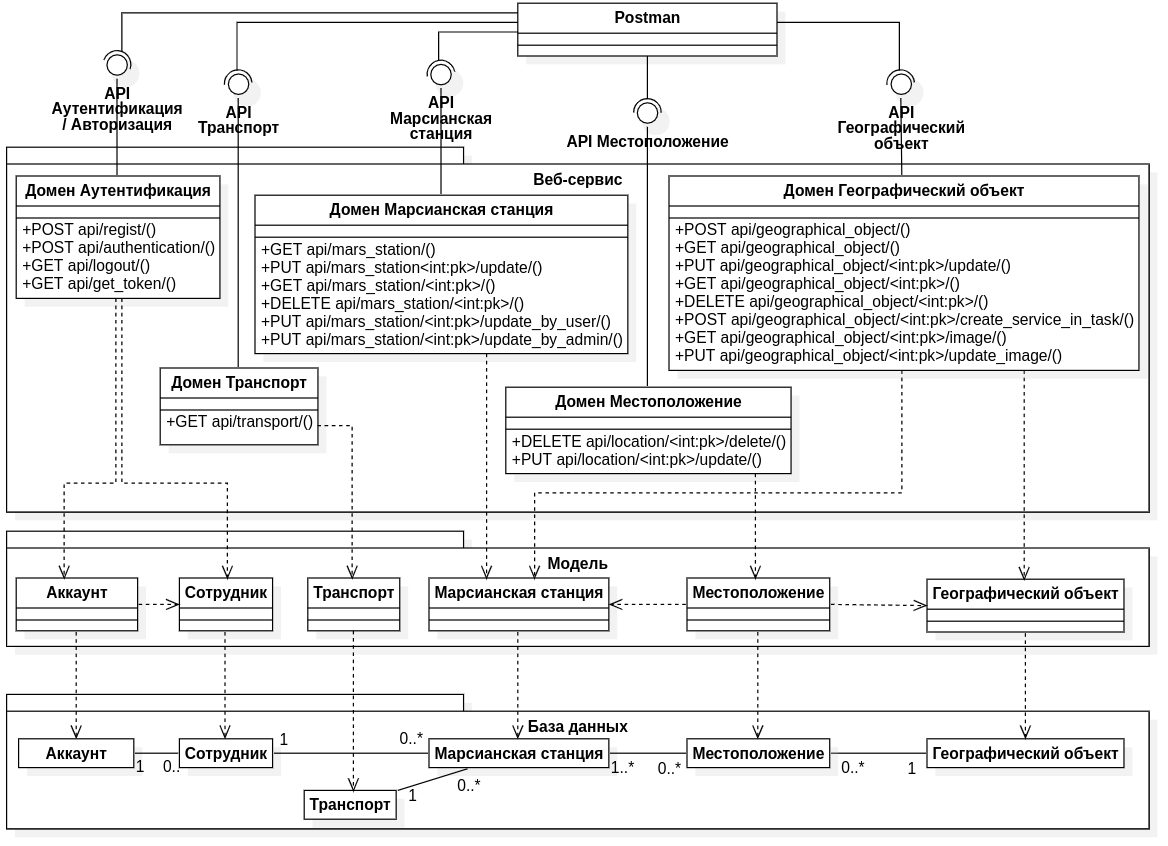 Postman
API
Аутентификация
/ Авторизация
API
Транспорт
API
Марсианская
станция
API Местоположение
API
Географический
объект
Веб-сервис
Домен Аутентификация
+POST api/regist/()
+POST api/authentication/()
+GET api/logout/()
+GET api/get_token/()
Домен Марсианская станция
+GET api/mars_station/()
+PUT api/mars_station<int:pk>/update/()
+GET api/mars_station/<int:pk>/()
+DELETE api/mars_station/<int:pk>/()
+PUT api/mars_station/<int:pk>/update_by_user/()
+PUT api/mars_station/<int:pk>/update_by_admin/()
Домен Географический объект
+POST api/geographical_object/()
+GET api/geographical_object/()
+PUT api/geographical_object/<int:pk>/update/()
+GET api/geographical_object/<int:pk>/()
+DELETE api/geographical_object/<int:pk>/()
+POST api/geographical_object/<int:pk>/create_service_in_task/()
+GET api/geographical_object/<int:pk>/image/()
+PUT api/geographical_object/<int:pk>/update_image/()
Домен Транспорт
+GET api/transport/()
Домен Местоположение
+DELETE api/location/<int:pk>/delete/()
+PUT api/location/<int:pk>/update/()
Модель
Аккаунт
Сотрудник
Транспорт
Марсианская станция
Местоположение
Географический объект
База данных
Аккаунт
1
0..
Сотрудник
1
0..*
Марсианская станция
1..*
0..*
Местоположение
0..*
1
Географический объект
Транспорт
1
0..*